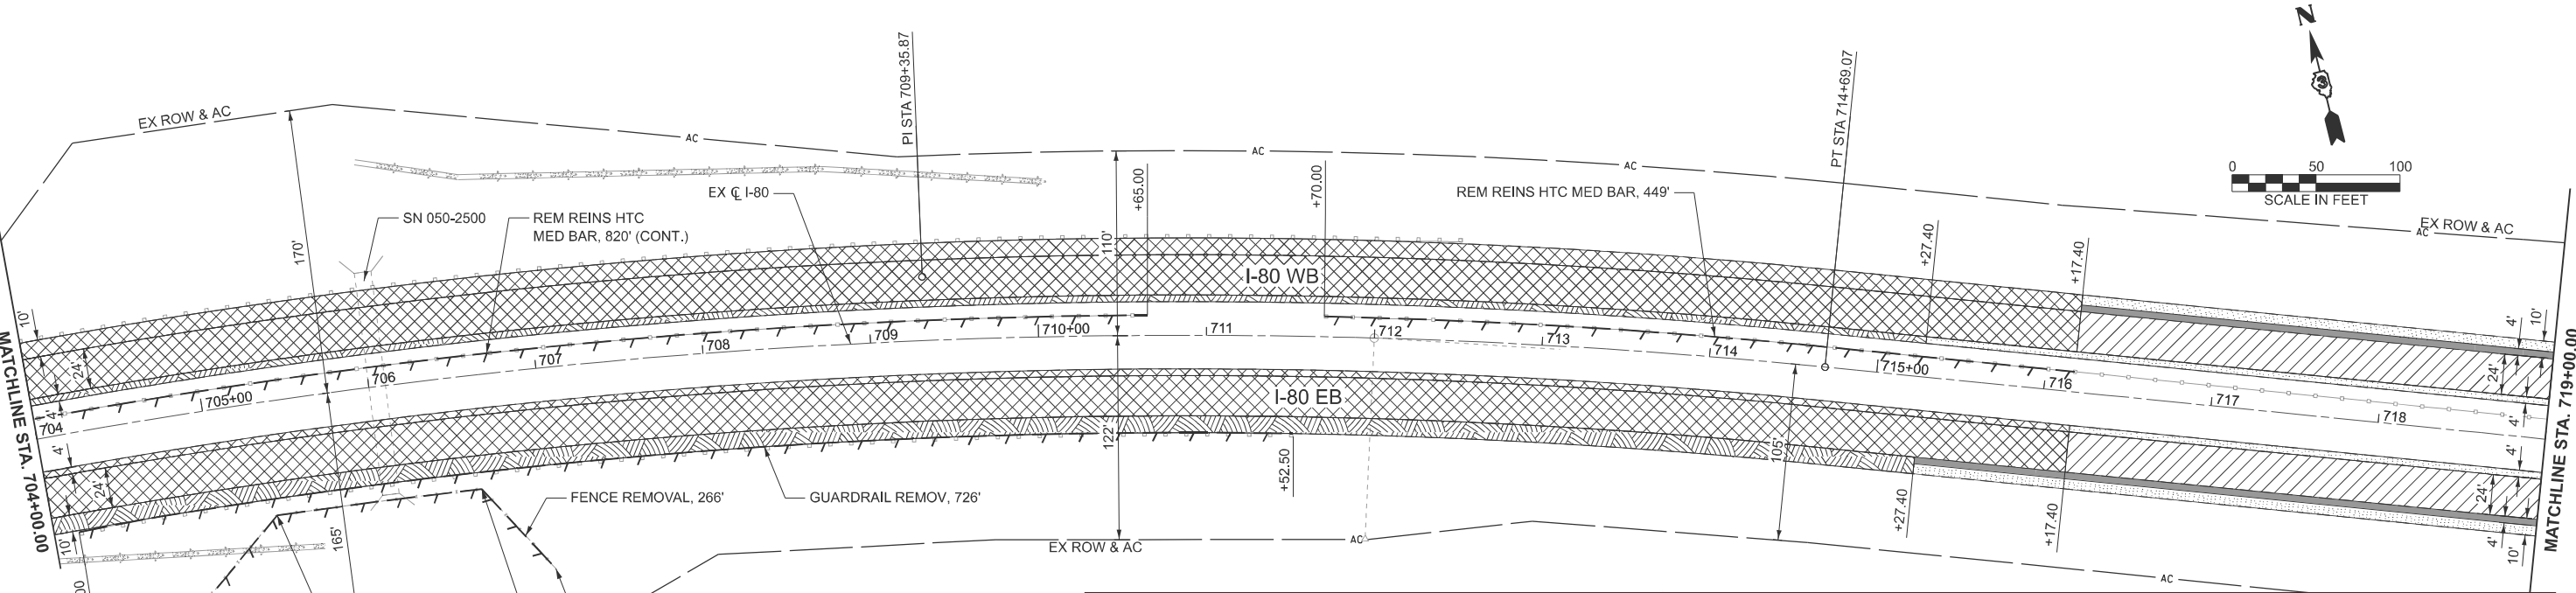 N
0 50 100
SCALE IN FEET
EX ROW & AC
AC
AC
AC
AC
EX ROW & AC
PI STA 709+35.87
PT STA 714+69.07
170'
SN 050-2500
REM REINS HTC
MED BAR, 820' (CONT.)
EX ℄ I-80
+65.00
+70.00
REM REINS HTC MED BAR, 449'
+27.40
+17.40
110'
I-80 WB
10'
24'
4'
4'
10'
24'
4'
4'
MATCHLINE STA. 704+00.00
704
705+00
706
707
708
709
710+00
711
712
713
714
715+00
716
717
718
MATCHLINE STA. 719+00.00
I-80 EB
4'
24'
10'
165'
122'
105'
+52.50
+27.40
+17.40
24'
4'
10'
FENCE REMOVAL, 266'
GUARDRAIL REMOV, 726'
EX ROW & AC
AC
AC
00